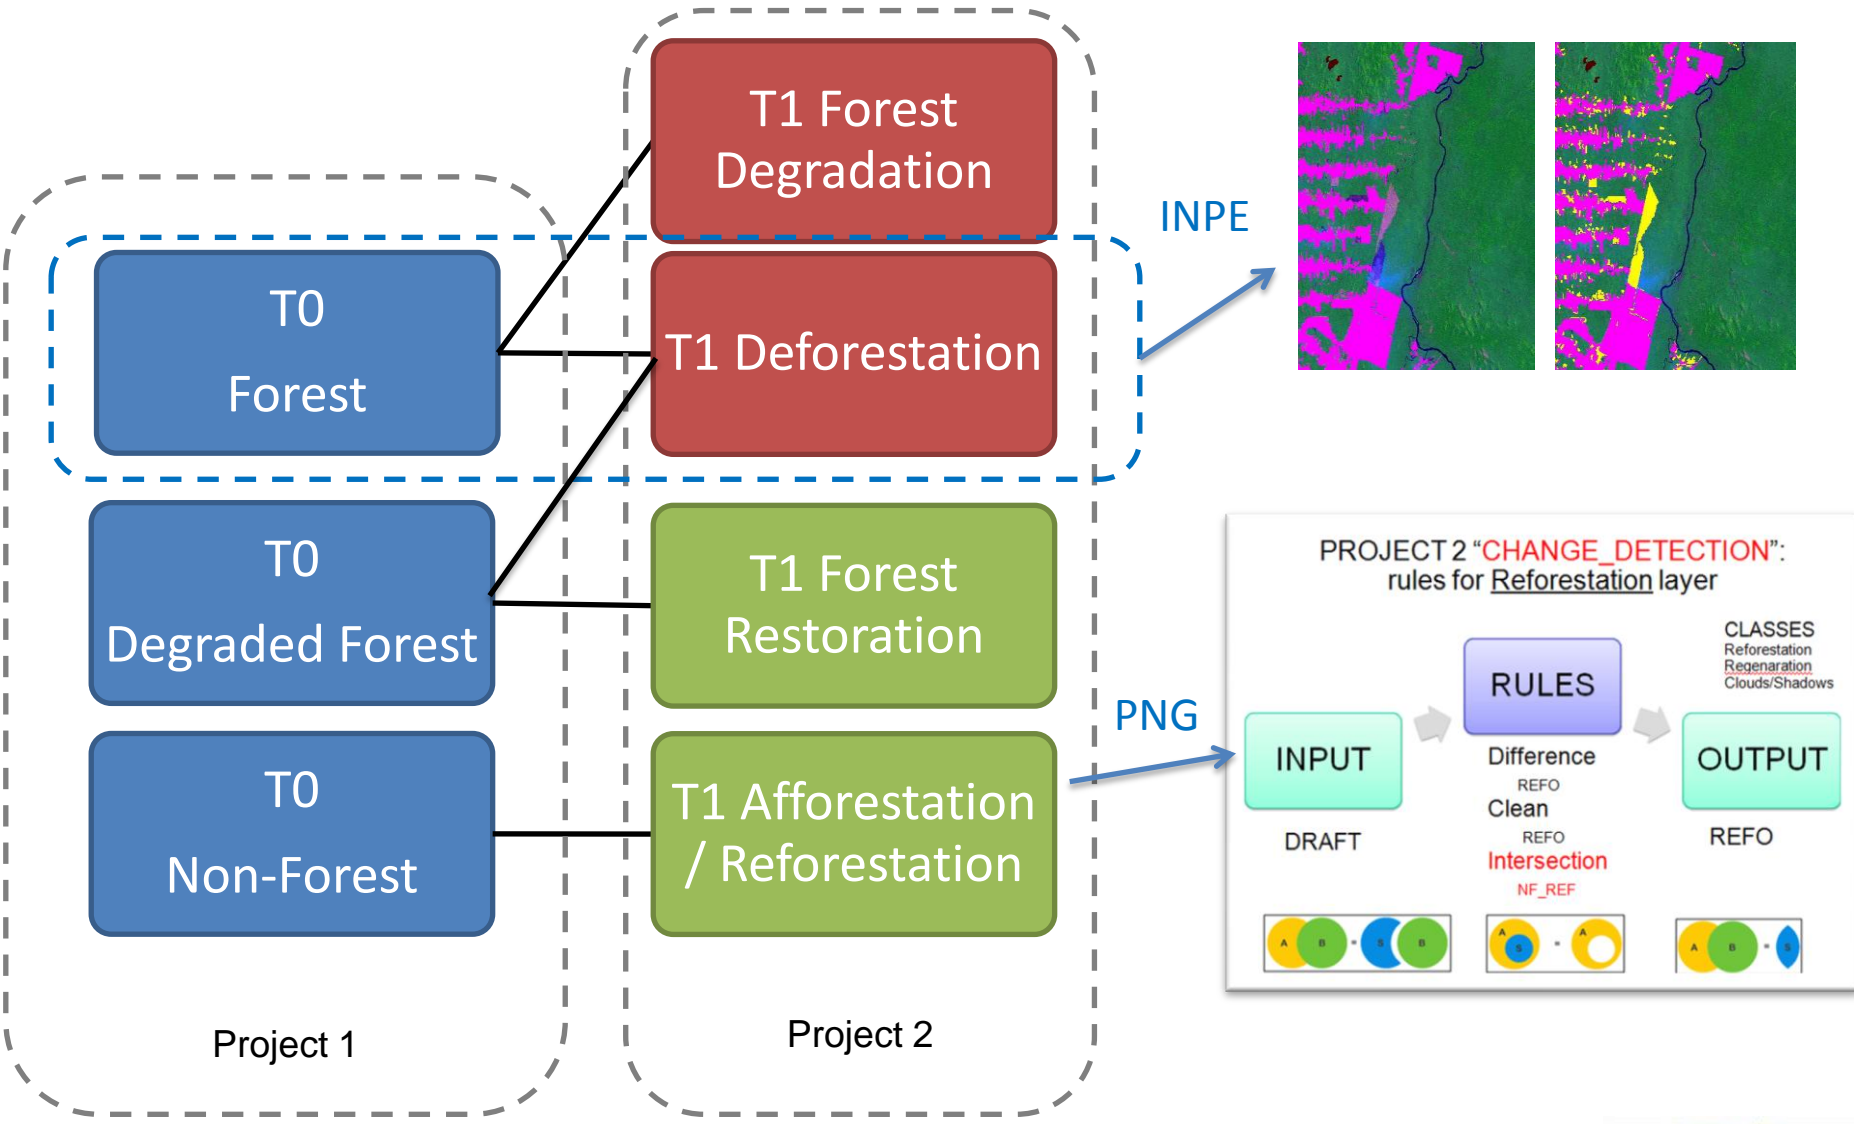 T1 Forest
Degradation
T0
Forest
T1 Deforestation
T0
Degraded Forest
T1 Forest
Restoration
T0
Non-Forest
T1 Afforestation
/ Reforestation
Project 1
Project 2
INPE
PNG
PROJECT 2 “CHANGE_DETECTION”:
rules for Reforestation layer
CLASSES
Reforestation
Regenaration
Clouds/Shadows
INPUT
RULES
OUTPUT
DRAFT
Difference
REFO
Clean
REFO
Intersection
NF_REF
REFO
A B = S B
A S - A
A B - S